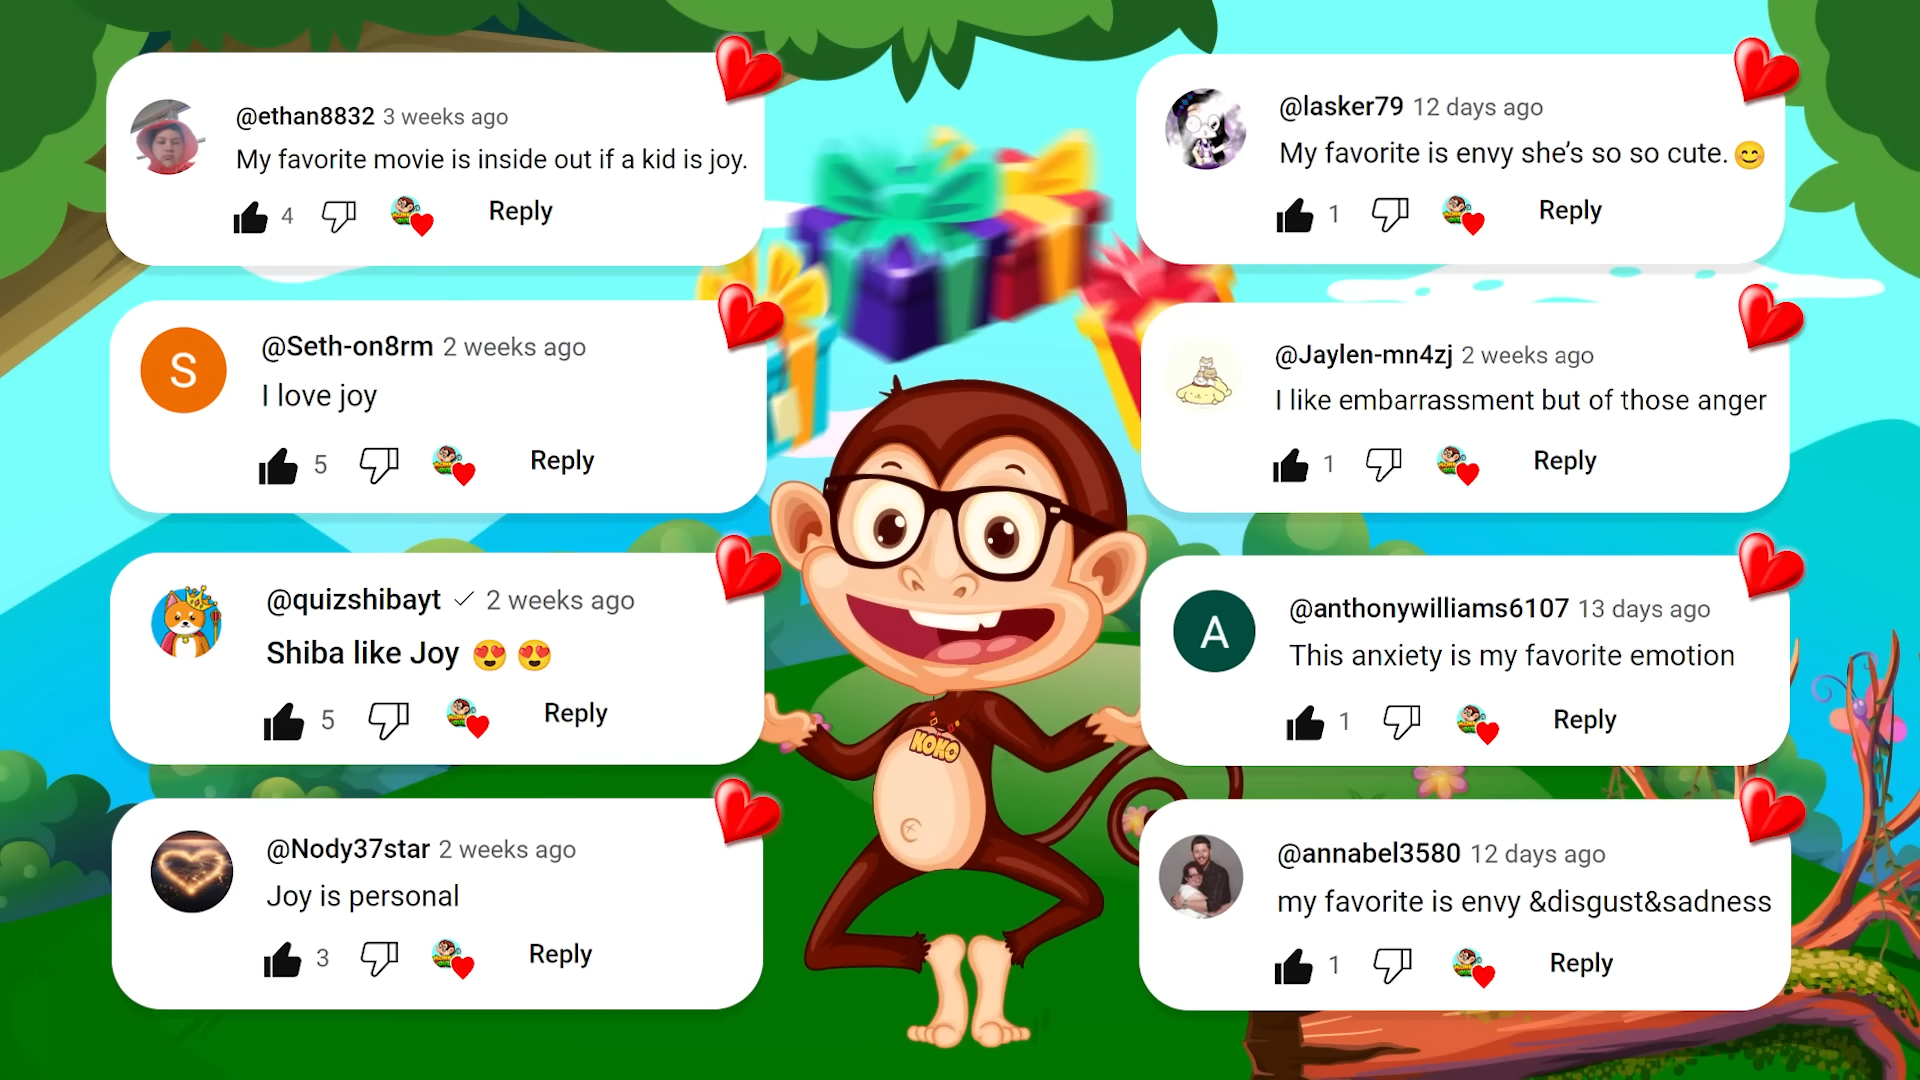 @ethan8832 3 weeks ago
My favorite movie is inside out if a kid is joy.
4 Reply
@Seth-on8rm 2 weeks ago
I love joy
5 Reply
@quizshibayt 2 weeks ago
Shiba like Joy 😍 😍
5 Reply
@Nody37star 2 weeks ago
Joy is personal
3 Reply
@lasker79 12 days ago
My favorite is envy she's so so cute. 😊
1 Reply
@Jaylen-mn4zj 2 weeks ago
I like embarrassment but of those anger
1 Reply
@anthonywilliams6107 13 days ago
This anxiety is my favorite emotion
1 Reply
@annabel3580 12 days ago
my favorite is envy &disgust&sadness
1 Reply
S
A
KOKO